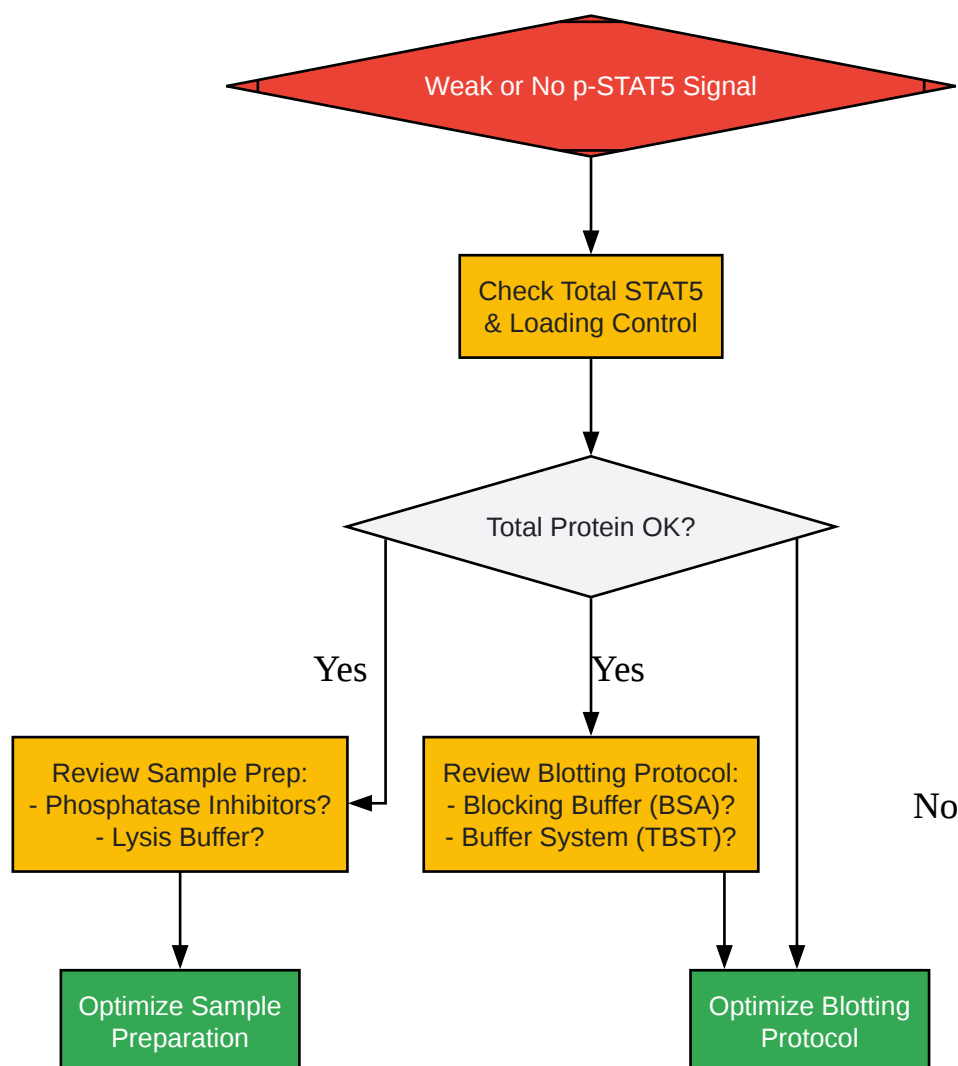 Weak or No p-STAT5 Signal
Check Total STAT5
& Loading Control
Total Protein OK?
Yes
Yes
Review Sample Prep:
- Phosphatase Inhibitors?
- Lysis Buffer?
Review Blotting Protocol:
- Blocking Buffer (BSA)?
- Buffer System (TBST)?
No
Optimize Sample
Preparation
Optimize Blotting
Protocol